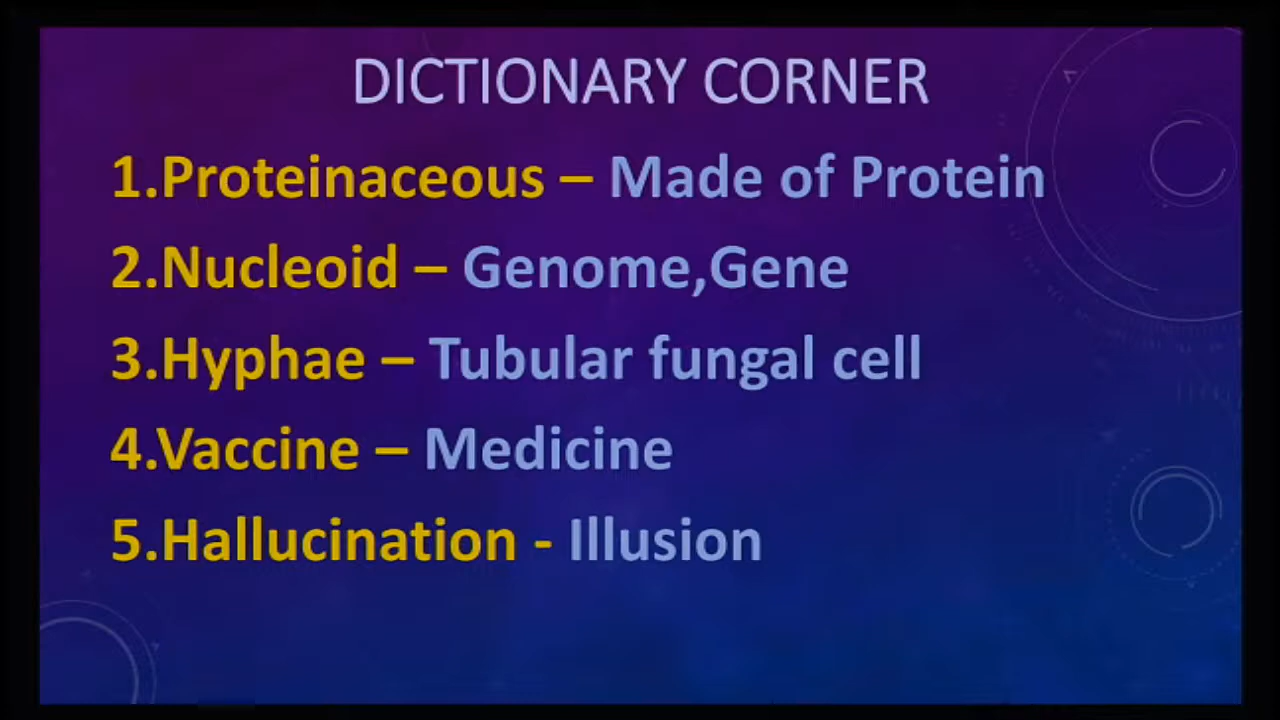 DICTIONARY CORNER
1.Proteinaceous – Made of Protein
2.Nucleoid – Genome,Gene
3.Hyphae – Tubular fungal cell
4.Vaccine – Medicine
5.Hallucination - Illusion